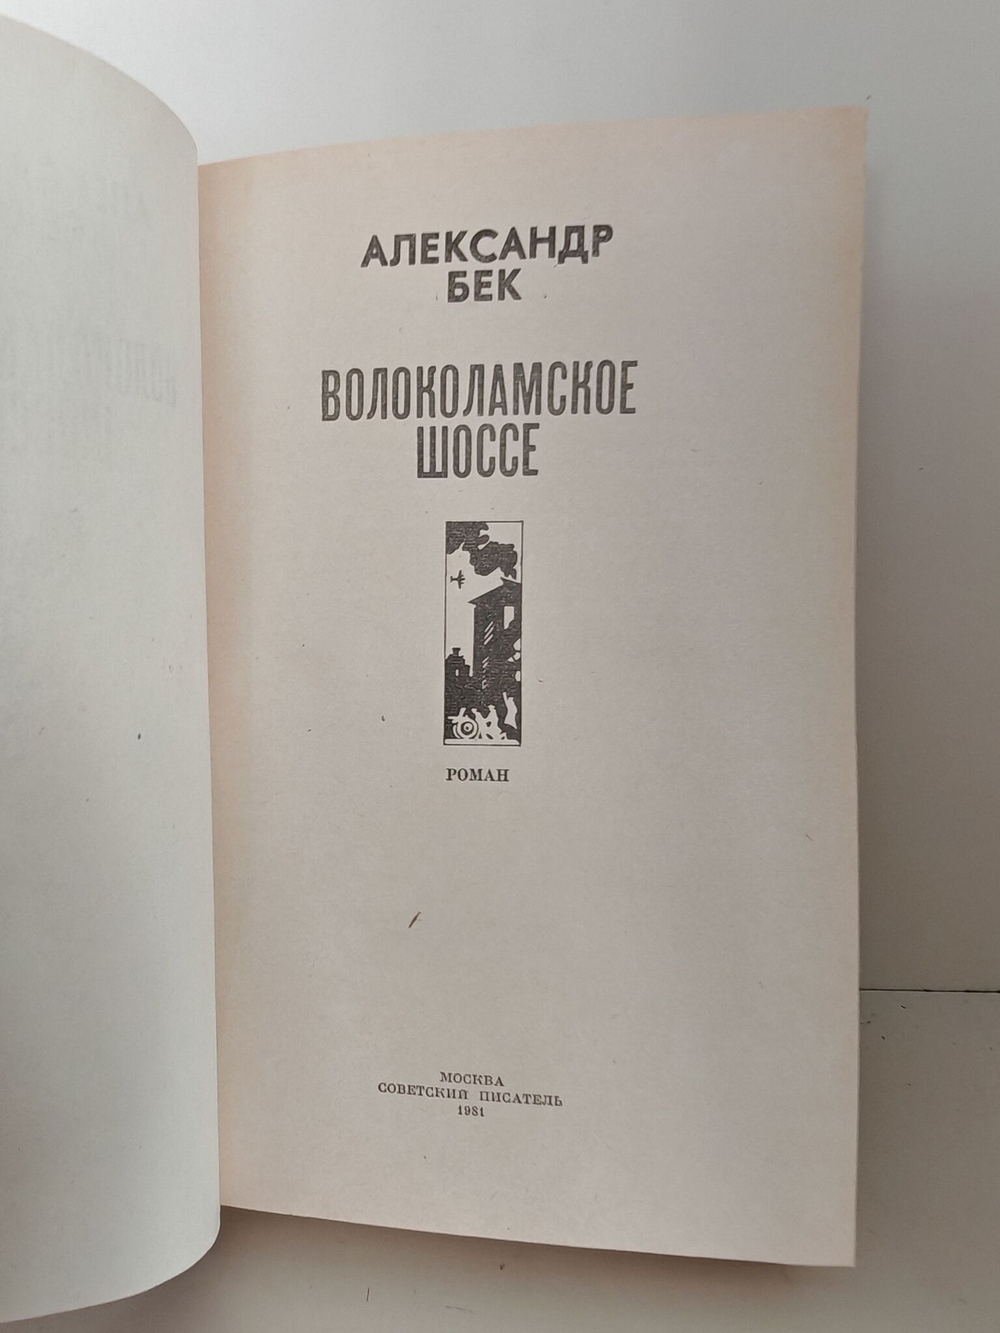 АЛЕКСАНДР
БЕК
ВОЛОКОЛАМСКОЕ
ШОССЕ
РОМАН
МОСКВА
СОВЕТСКИЙ ПИСАТЕЛЬ
1981